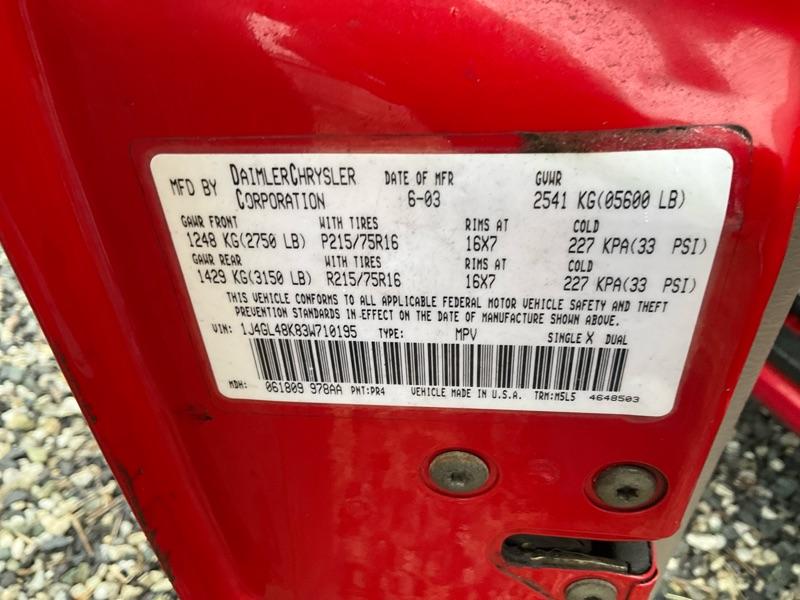 MFD BY DAIMLERCHRYSLER CORPORATION DATE OF MFR 6-03 GVWR 2541 KG(05600 LB)
GAWR FRONT WITH TIRES RIMS AT COLD
1248 KG(2750 LB) P215/75R16 16X7 227 KPA(33 PSI)
GAWR REAR WITH TIRES RIMS AT COLD
1429 KG(3150 LB) R215/75R16 16X7 227 KPA(33 PSI)
THIS VEHICLE CONFORMS TO ALL APPLICABLE FEDERAL MOTOR VEHICLE SAFETY AND THEFT
PREVENTION STANDARDS IN EFFECT ON THE DATE OF MANUFACTURE SHOWN ABOVE.
VIN: 1J4GL48K83W710195 TYPE: MPV SINGLE X DUAL
MDH: 061809 978AA PNT:PR4 VEHICLE MADE IN U.S.A. TRM:M5L5 4648503